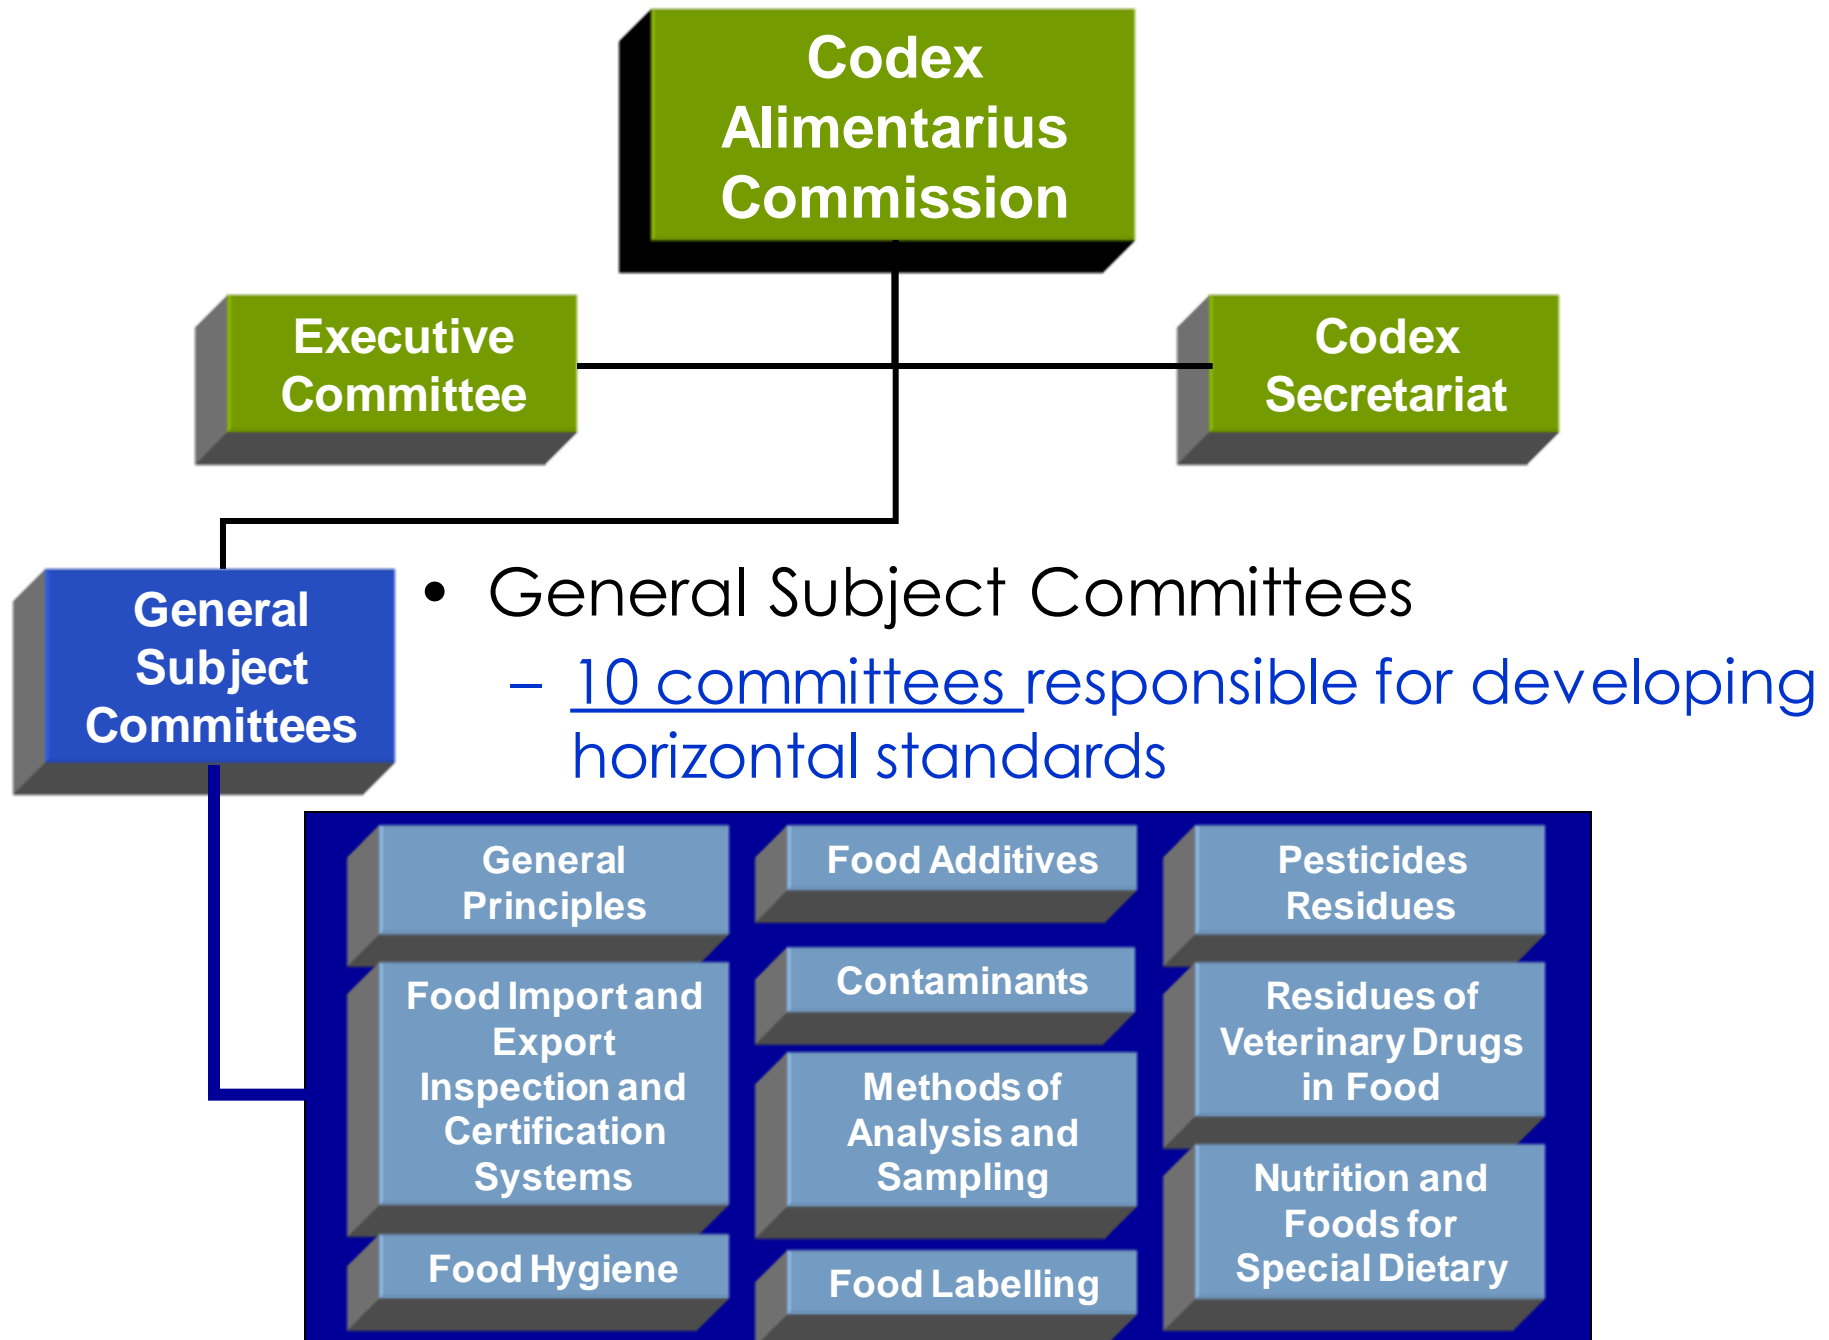 Codex
Alimentarius
Commission
Executive
Committee
Codex
Secretariat
General
Subject
Committees
• General Subject Committees
– 10 committees responsible for developing
horizontal standards
General
Principles
Food Import and
Export
Inspection and
Certification
Systems
Food Hygiene
Food Additives
Contaminants
Methods of
Analysis and
Sampling
Food Labelling
Pesticides
Residues
Residues of
Veterinary Drugs
in Food
Nutrition and
Foods for
Special Dietary